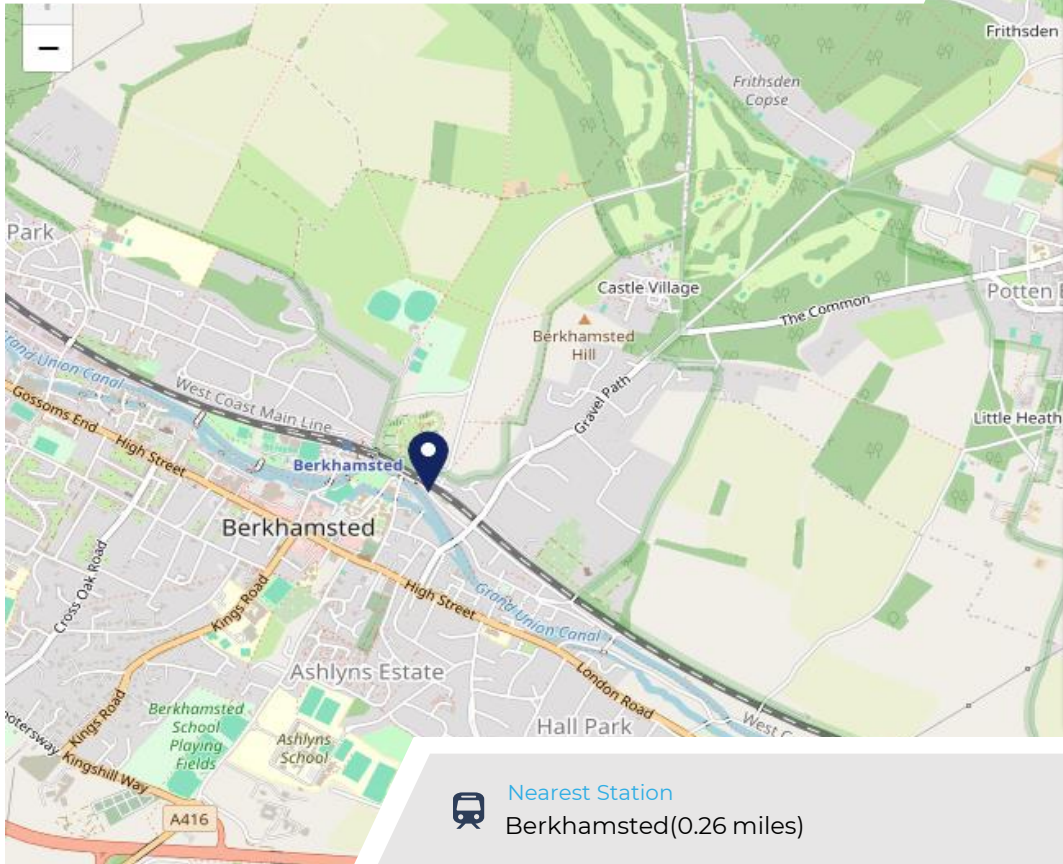 −
Frithsden
Frithsden
Copse
Park
Castle Village
The Common
Potten
Berkhamsted
Hill
Grand Union Canal
West Coast Main Line
Gravel Path
Gossoms End
High Street
Little Heath
Berkhamsted
Berkhamsted
Cross Oak Road
Kings Road
High Street
Grand Union Canal
Ashlyns Estate
London Road
Hall Park
West C
Berkhamsted
School
Playing
Fields
Kings Road
Ashlyns
School
ootersway
Kingshill Way
A416
Nearest Station
Berkhamsted(0.26 miles)